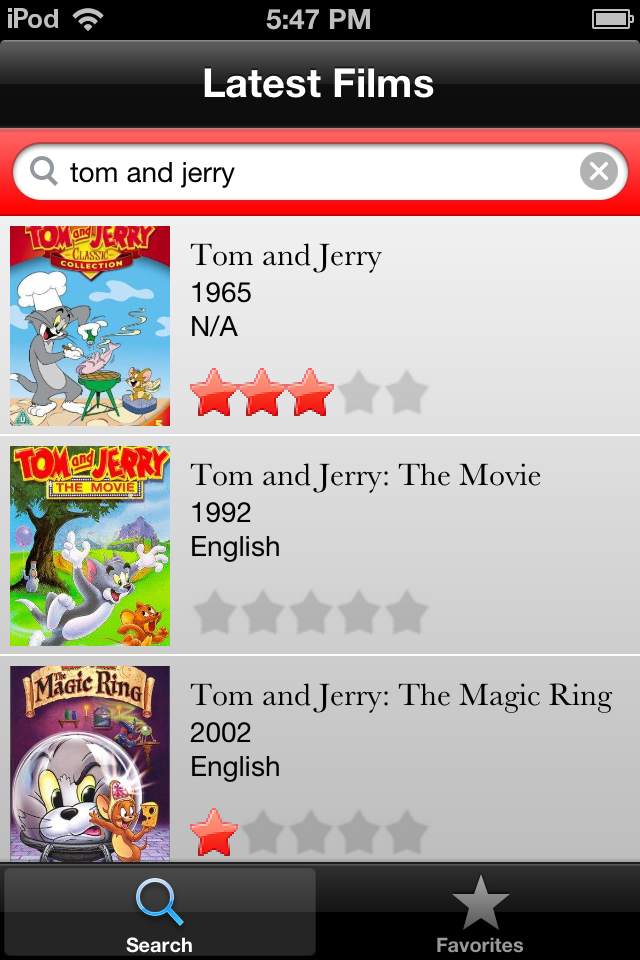 iPod 5:47 PM
Latest Films
tom and jerry
TOM and JERRY
CLASSIC
COLLECTION
U
5
Tom and Jerry
1965
N/A
TOM and JERRY
THE MOVIE
Tom and Jerry: The Movie
1992
English
The
Magic Ring
Tom and Jerry: The Magic Ring
2002
English
Search
Favorites